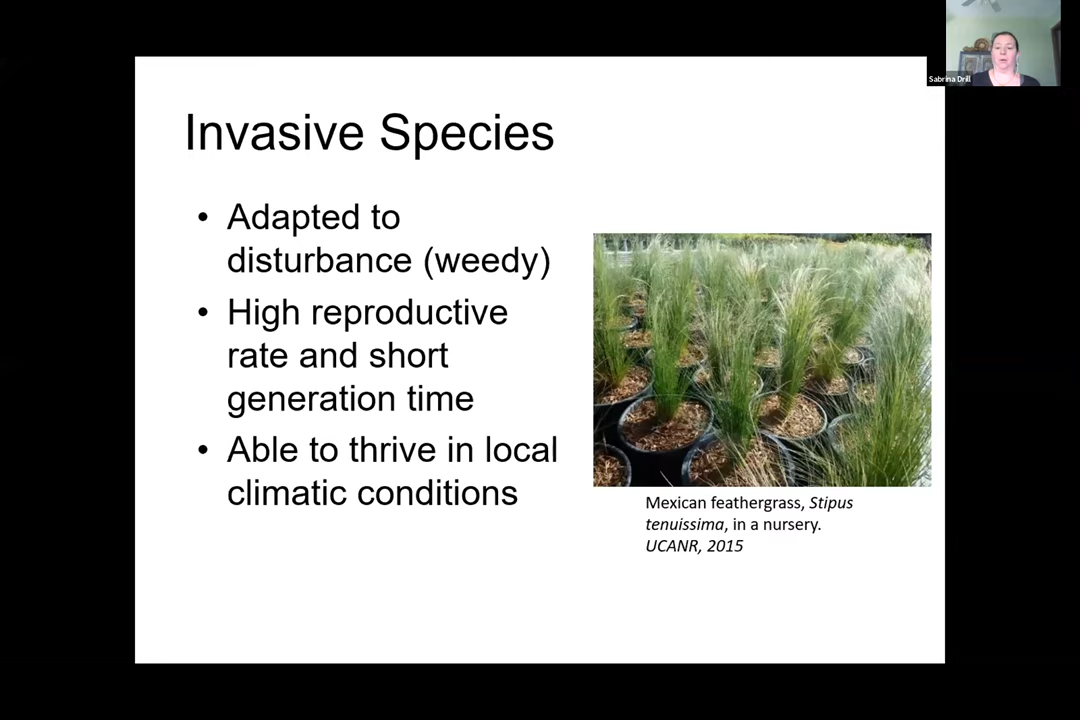 Sabrina Drill
Invasive Species
• Adapted to
disturbance (weedy)
• High reproductive
rate and short
generation time
• Able to thrive in local
climatic conditions
Mexican feathergrass, Stipus
tenuissima, in a nursery.
UCANR, 2015